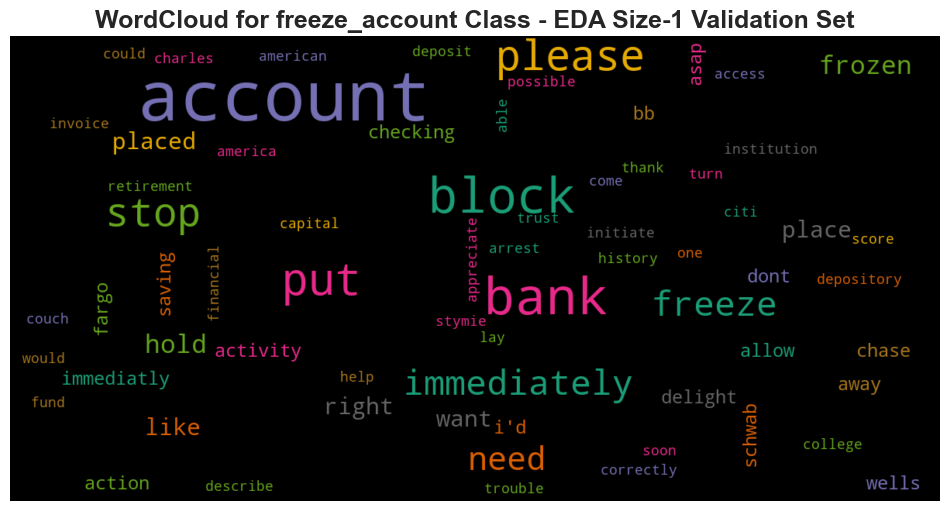 WordCloud for freeze_account Class - EDA Size-1 Validation Set
could
charles
american
deposit
please
asap
access
frozen
possible
account
able
bb
invoice
placed
checking
america
institution
thank
turn
come
retirement
block
stop
capital
trust
citi
initiate
place
score
arrest
appreciate
history
one
saving
financial
put
bank
dont
depository
fargo
freeze
couch
stymie
lay
hold
activity
allow
chase
would
immediatly
help
immediately
away
fund
right
delight
want
like
i'd
schwab
college
need
soon
correctly
action
describe
trouble
wells